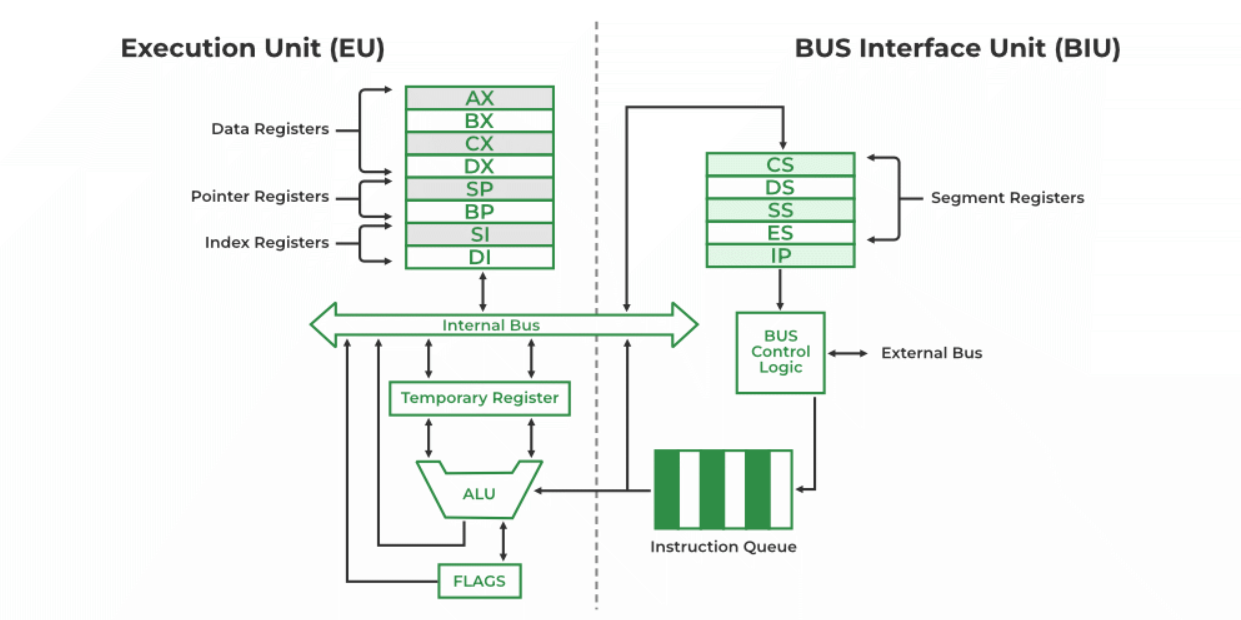 Execution Unit (EU)
BUS Interface Unit (BIU)
Data Registers
Pointer Registers
Index Registers
AX
BX
CX
DX
SP
BP
SI
DI
CS
DS
SS
ES
IP
Segment Registers
Internal Bus
BUS
Control
Logic
External Bus
Temporary Register
ALU
FLAGS
Instruction Queue